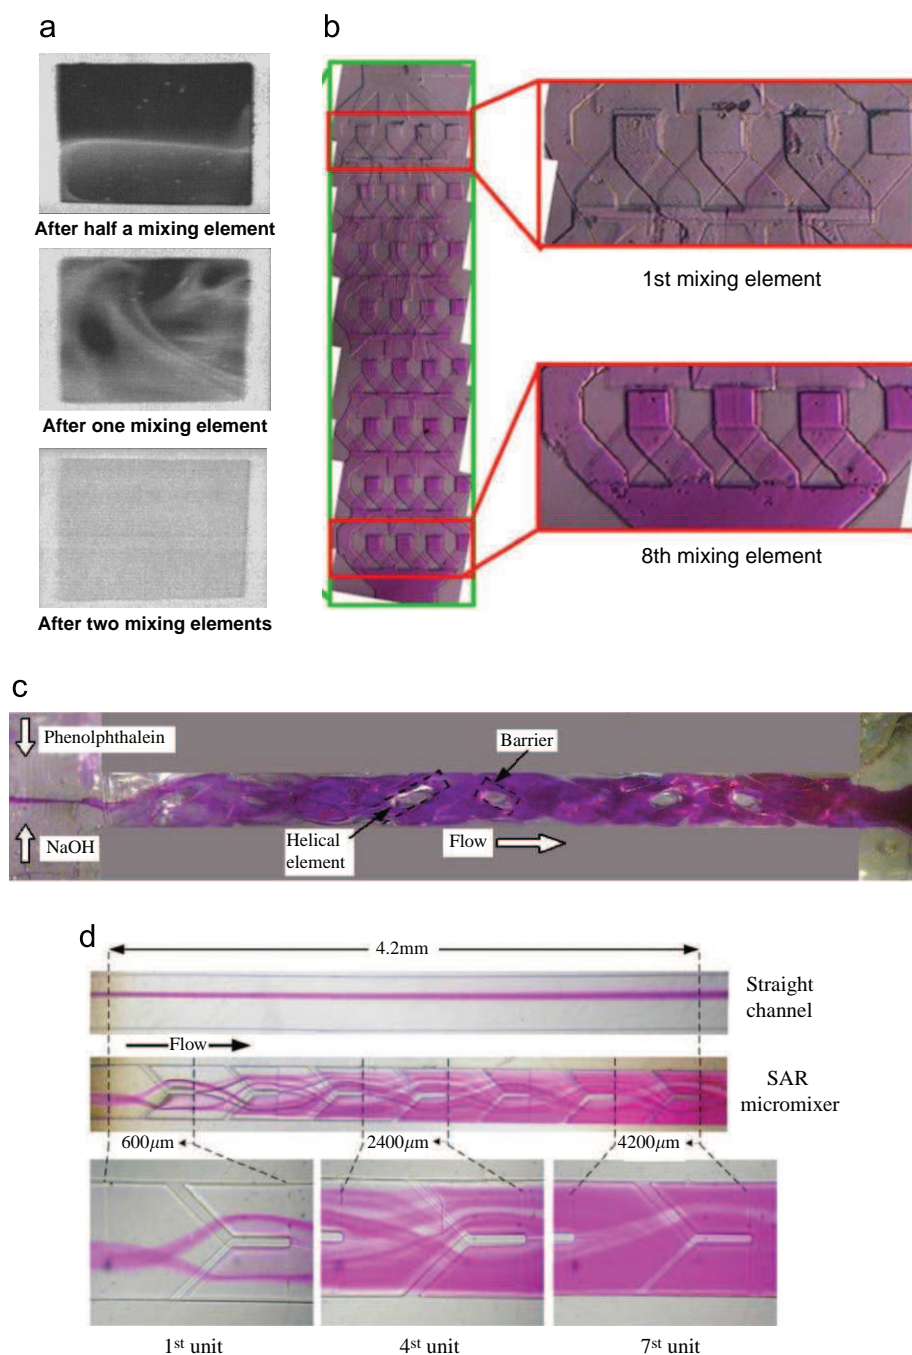 a
After half a mixing element
After one mixing element
After two mixing elements
b
1st mixing element
8th mixing element
c
Phenolphthalein
NaOH
Helical
element
Barrier
Flow
d
4.2mm
Straight
channel
Flow
SAR
micromixer
600μm
2400μm
4200μm
1st unit
4st unit
7st unit